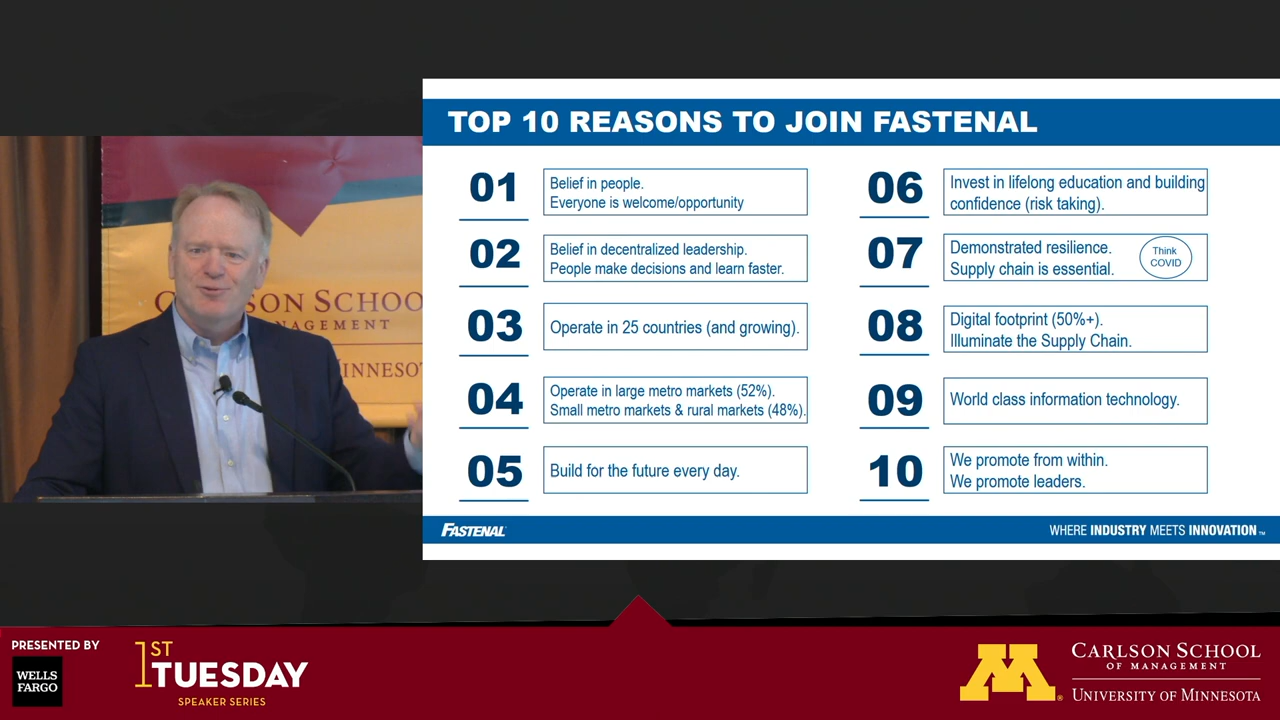 TOP 10 REASONS TO JOIN FASTENAL
01
Belief in people.
Everyone is welcome/opportunity
02
Belief in decentralized leadership.
People make decisions and learn faster.
03
Operate in 25 countries (and growing).
04
Operate in large metro markets (52%).
Small metro markets & rural markets (48%).
05
Build for the future every day.
06
Invest in lifelong education and building
confidence (risk taking).
07
Demonstrated resilience.
Supply chain is essential.
Think
COVID
08
Digital footprint (50%+).
Illuminate the Supply Chain.
09
World class information technology.
10
We promote from within.
We promote leaders.
FASTENAL
WHERE INDUSTRY MEETS INNOVATION™
SON SCHOO
NAGEMENT
INNESO
PRESENTED BY
WELLS
FARGO
1ST
TUESDAY
SPEAKER SERIES
M®
CARLSON SCHOOL
OF MANAGEMENT
UNIVERSITY OF MINNESOTA